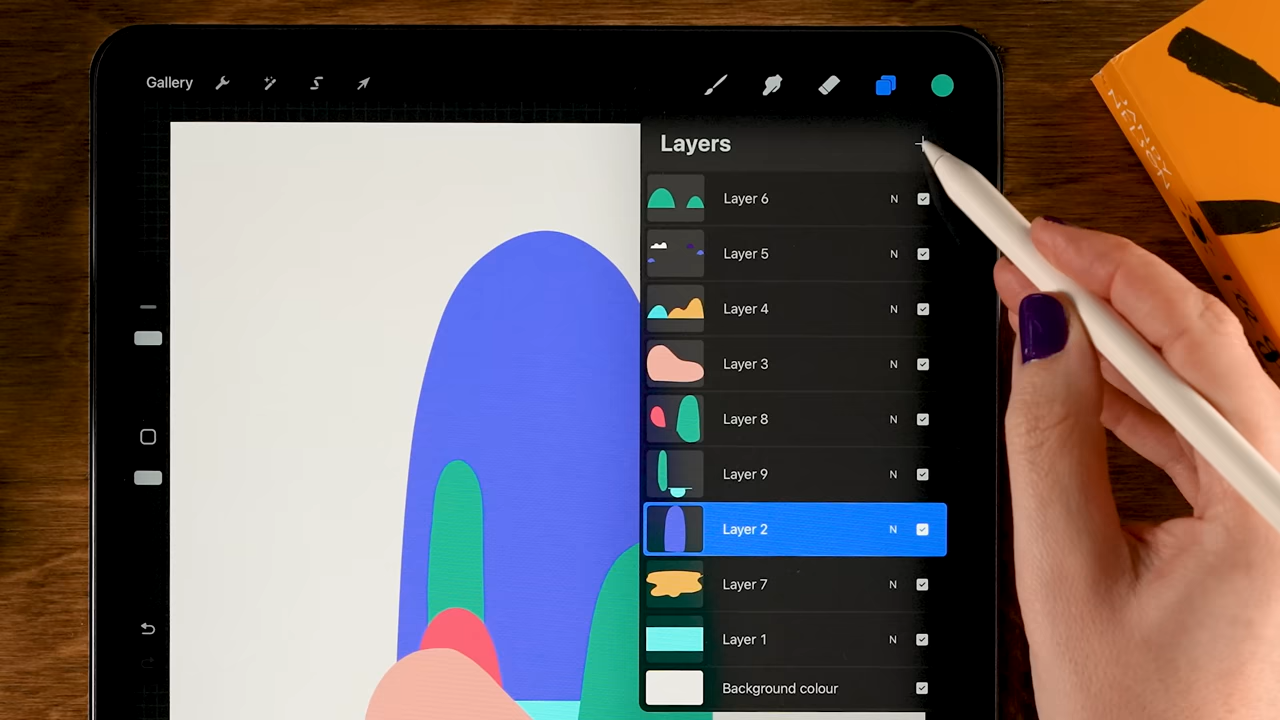 Gallery
Layers
Layer 6 N
Layer 5 N
Layer 4 N
Layer 3 N
Layer 8 N
Layer 9 N
Layer 2 N
Layer 7 N
Layer 1 N
Background colour